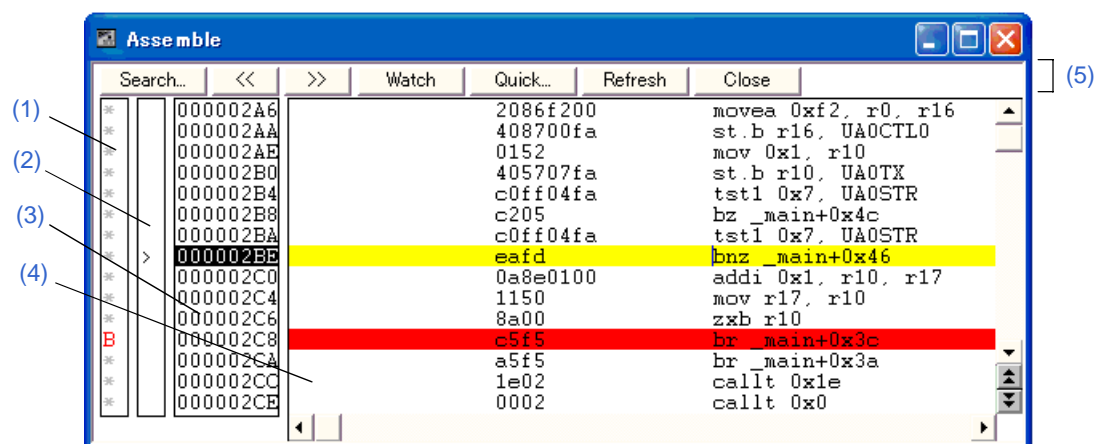 Assemble
Search... << >> Watch Quick... Refresh Close (5)
(1) * 000002A6 2086f200 movea 0xf2, r0, r16
* 000002AA 408700fa st.b r16, UA0CTL0
* 000002AE 0152 mov 0x1, r10
(2) * 000002B0 405707fa st.b r10, UA0TX
* 000002B4 c0ff04fa tst1 0x7, UA0STR
(3) * 000002B8 c205 bz _main+0x4c
* 000002BA c0ff04fa tst1 0x7, UA0STR
* > 000002BE eafd bnz _main+0x46
(4) * 000002C0 0a8e0100 addi 0x1, r10, r17
* 000002C4 1150 mov r17, r10
* 000002C6 8a00 zxb r10
B 000002C8 c5f5 br _main+0x3c
* 000002CA a5f5 br _main+0x3a
* 000002CC 1e02 callt 0x1e
* 000002CE 0002 callt 0x0